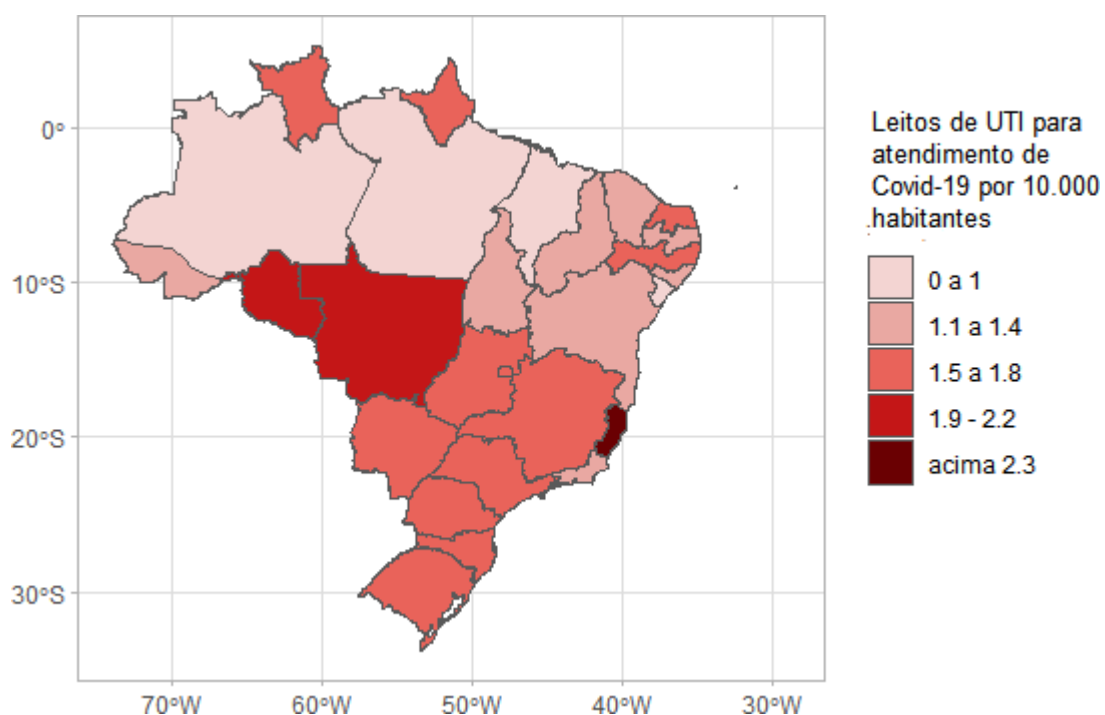 Leitos de UTI para
atendimento de
Covid-19 por 10.000
habitantes
0 a 1
1.1 a 1.4
1.5 a 1.8
1.9 - 2.2
acima 2.3
0°
10°S
20°S
30°S
70°W 60°W 50°W 40°W 30°W